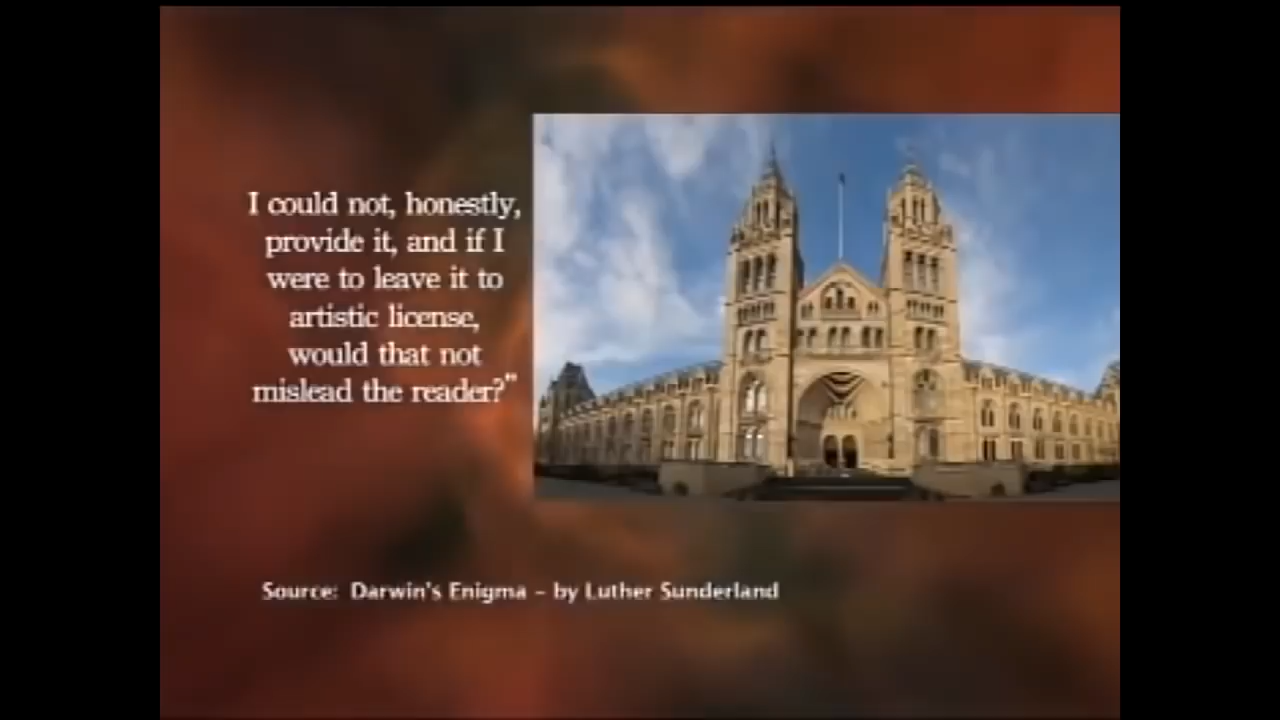 I could not, honestly,
provide it, and if I
were to leave it to
artistic license,
would that not
mislead the reader?”
Source: Darwin's Enigma – by Luther Sunderland